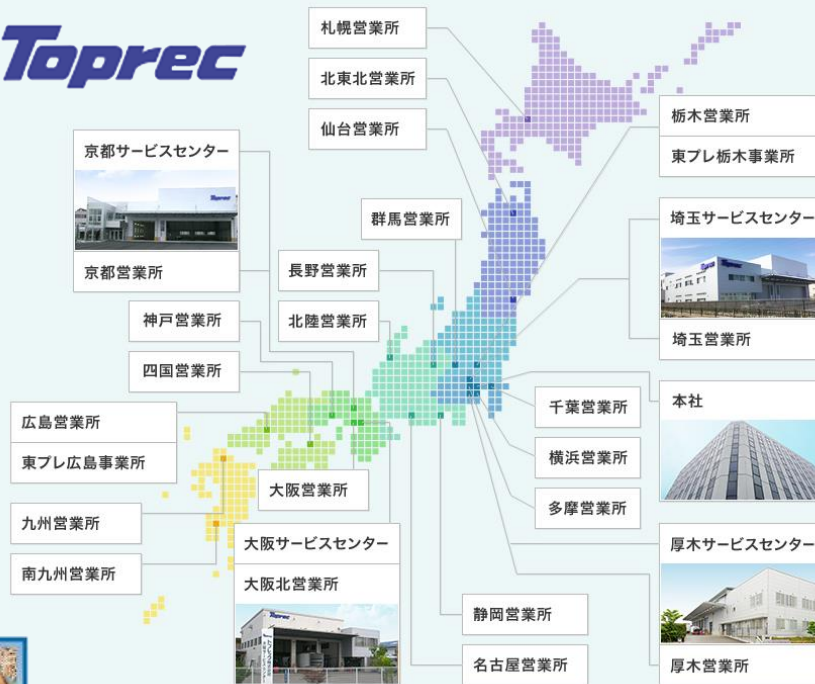 Toprec
札幌営業所
北東北営業所
仙台営業所
栃木営業所
東プレ栃木事業所
京都サービスセンター
京都営業所
群馬営業所
埼玉サービスセンター
埼玉営業所
長野営業所
北陸営業所
神戸営業所
四国営業所
広島営業所
東プレ広島事業所
千葉営業所
横浜営業所
多摩営業所
本社
九州営業所
南九州営業所
大阪営業所
大阪サービスセンター
大阪北営業所
Toprec
厚木サービスセンター
厚木営業所
静岡営業所
名古屋営業所